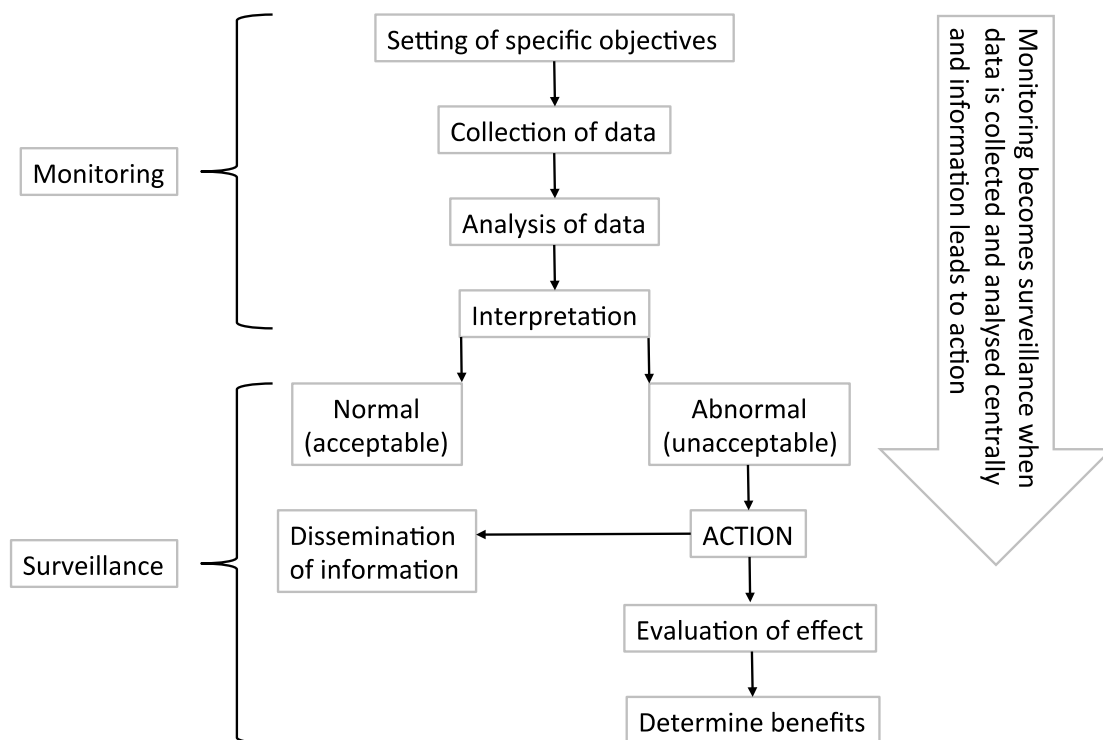 Setting of specific objectives
Collection of data
Monitoring
Analysis of data
Interpretation
Normal
(acceptable)
Abnormal
(unacceptable)
Dissemination
of information
ACTION
Surveillance
Evaluation of effect
Determine benefits
Monitoring becomes surveillance when
data is collected and analysed centrally
and information leads to action